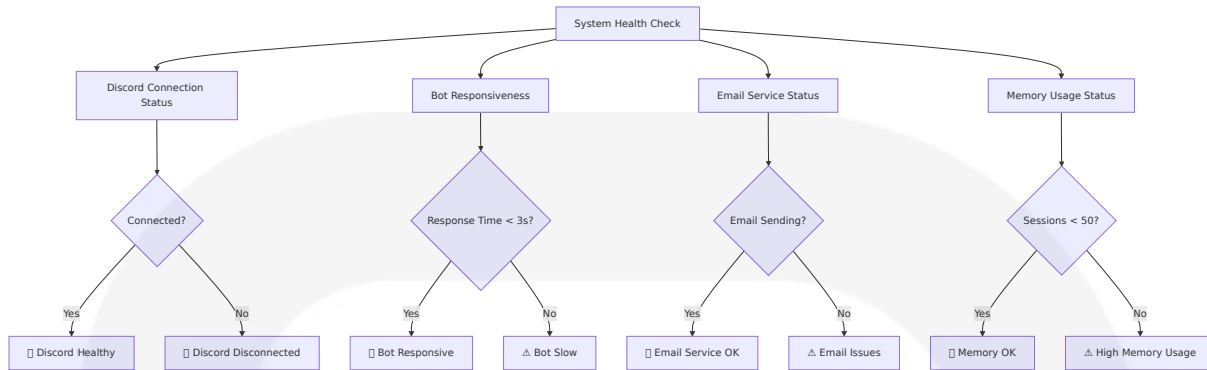 System Health Check
Discord Connection
Status
Bot Responsiveness
Email Service Status
Memory Usage Status
Connected?
Response Time < 3s?
Email Sending?
Sessions < 50?
Yes
No
Yes
No
Yes
No
Yes
No
Discord Healthy
Discord Disconnected
Bot Responsive
⚠ Bot Slow
Email Service OK
⚠ Email Issues
Memory OK
⚠ High Memory Usage